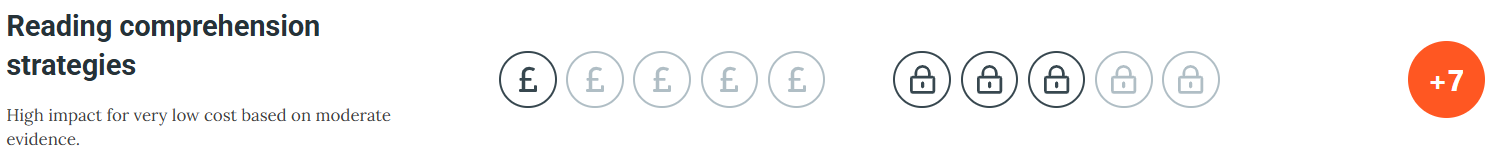 Reading comprehension
strategies
High impact for very low cost based on moderate
evidence.
£ £ £ £ £
+7